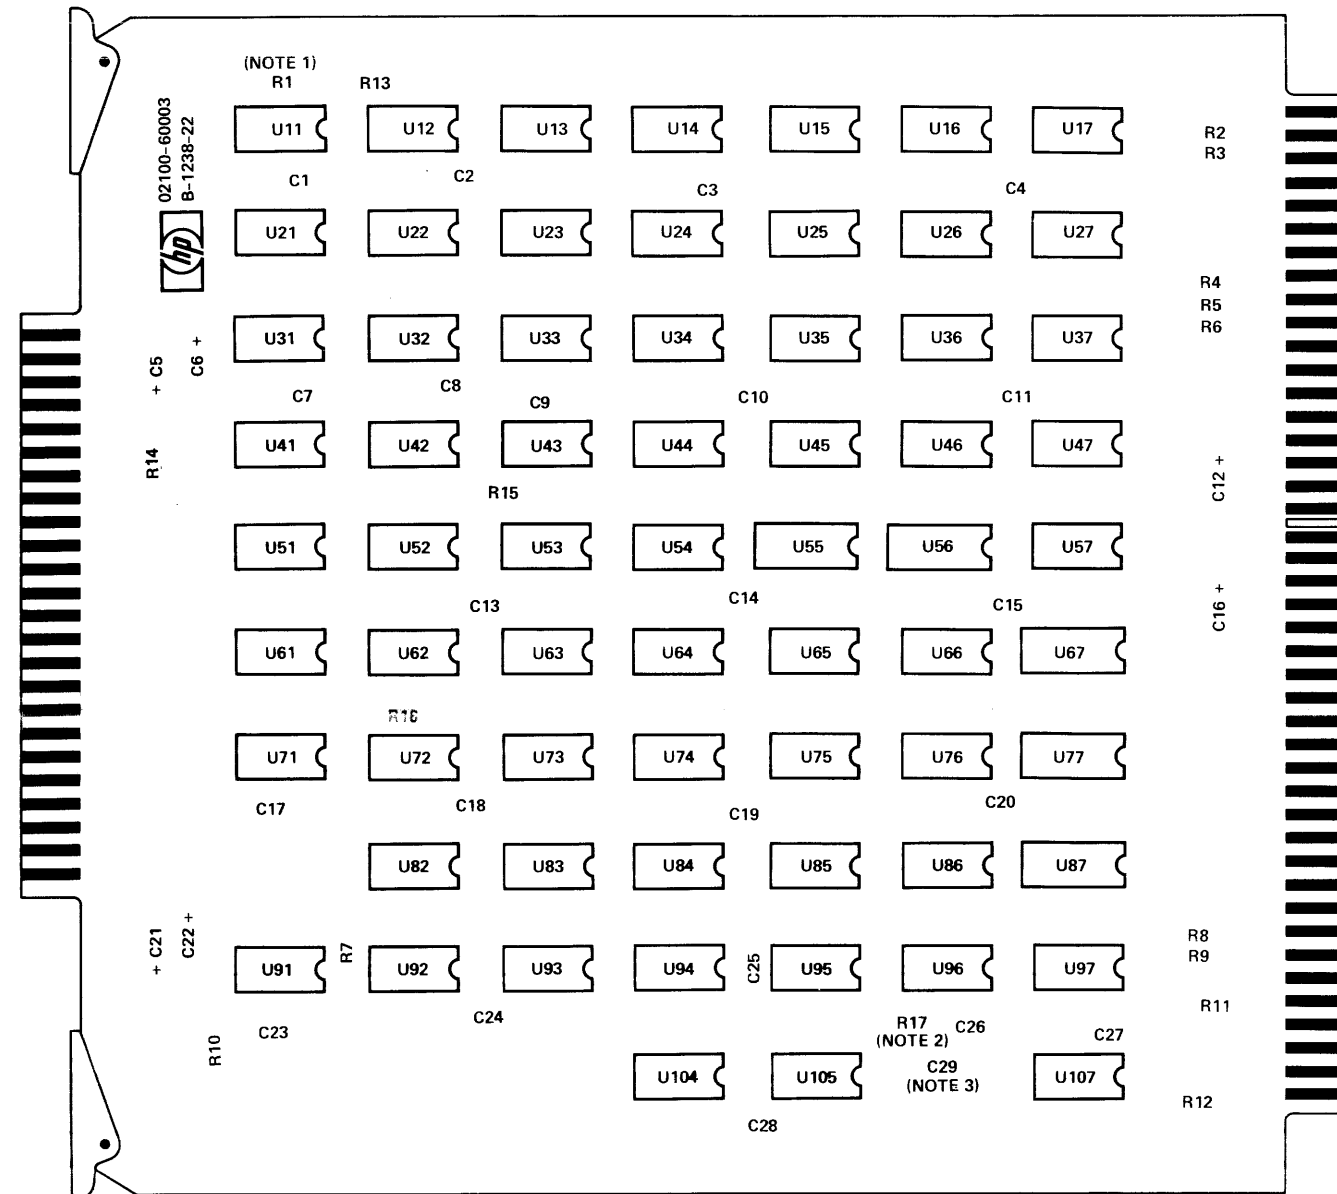 (NOTE 1)
R1
R13
02100-60003
B-1238-22
hp
U11 U12 U13 U14 U15 U16 U17
R2
R3
C1 C2 C3 C4
U21 U22 U23 U24 U25 U26 U27
R4
R5
R6
+ C5
C6 +
U31 U32 U33 U34 U35 U36 U37
C7 C8 C9 C10 C11
R14
U41 U42 U43 U44 U45 U46 U47
C12 +
R15
U51 U52 U53 U54 U55 U56 U57
C13 C14 C15
C16 +
U61 U62 U63 U64 U65 U66 U67
R16
U71 U72 U73 U74 U75 U76 U77
C17 C18 C19 C20
U82 U83 U84 U85 U86 U87
+ C21
C22 +
R7
C25
R8
R9
U91 U92 U93 U94 U95 U96 U97
R11
C23 C24
R17
(NOTE 2)
C26
C27
R10
C29
(NOTE 3)
U104 U105 U107
R12
C28